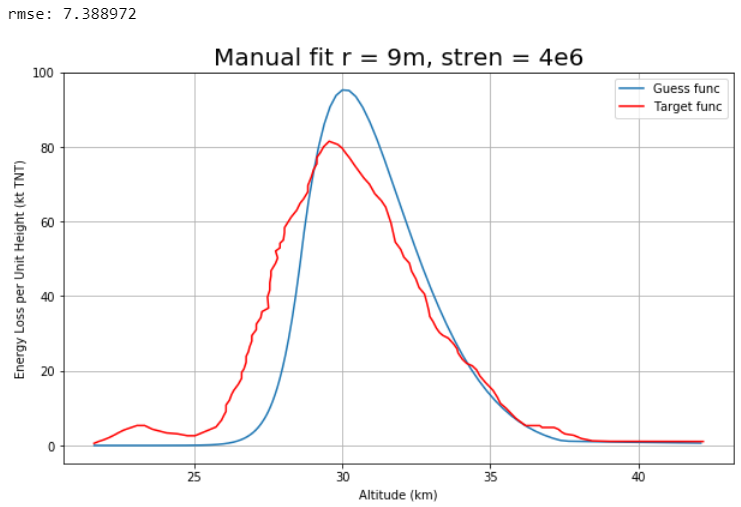 rmse: 7.388972
Manual fit r = 9m, stren = 4e6
100
80
60
40
20
0
Energy Loss per Unit Height (kt TNT)
Guess func
Target func
25
30
35
40
Altitude (km)